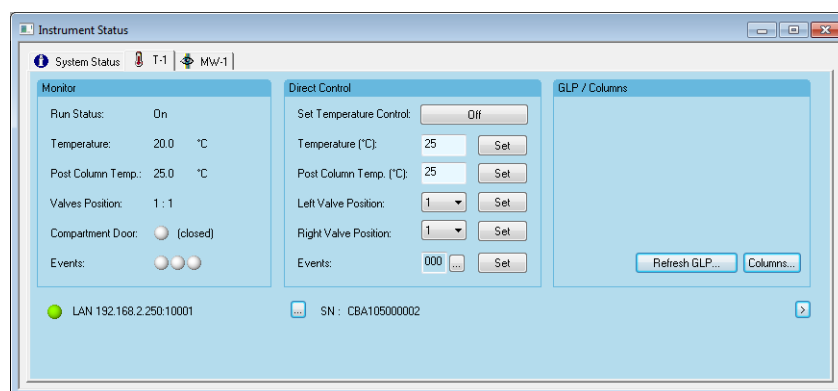 Instrument Status
System Status T-1 MW-1
Monitor
Run Status: On
Temperature: 20.0 °C
Post Column Temp.: 25.0 °C
Valves Position: 1 : 1
Compartment Door: (closed)
Events:
Direct Control
Set Temperature Control: Off
Temperature (°C): 25 Set
Post Column Temp. (°C): 25 Set
Left Valve Position: 1 Set
Right Valve Position: 1 Set
Events: 000 ... Set
GLP / Columns
Refresh GLP... Columns...
LAN 192.168.2.250:10001 ... SN : CBA105000002 >